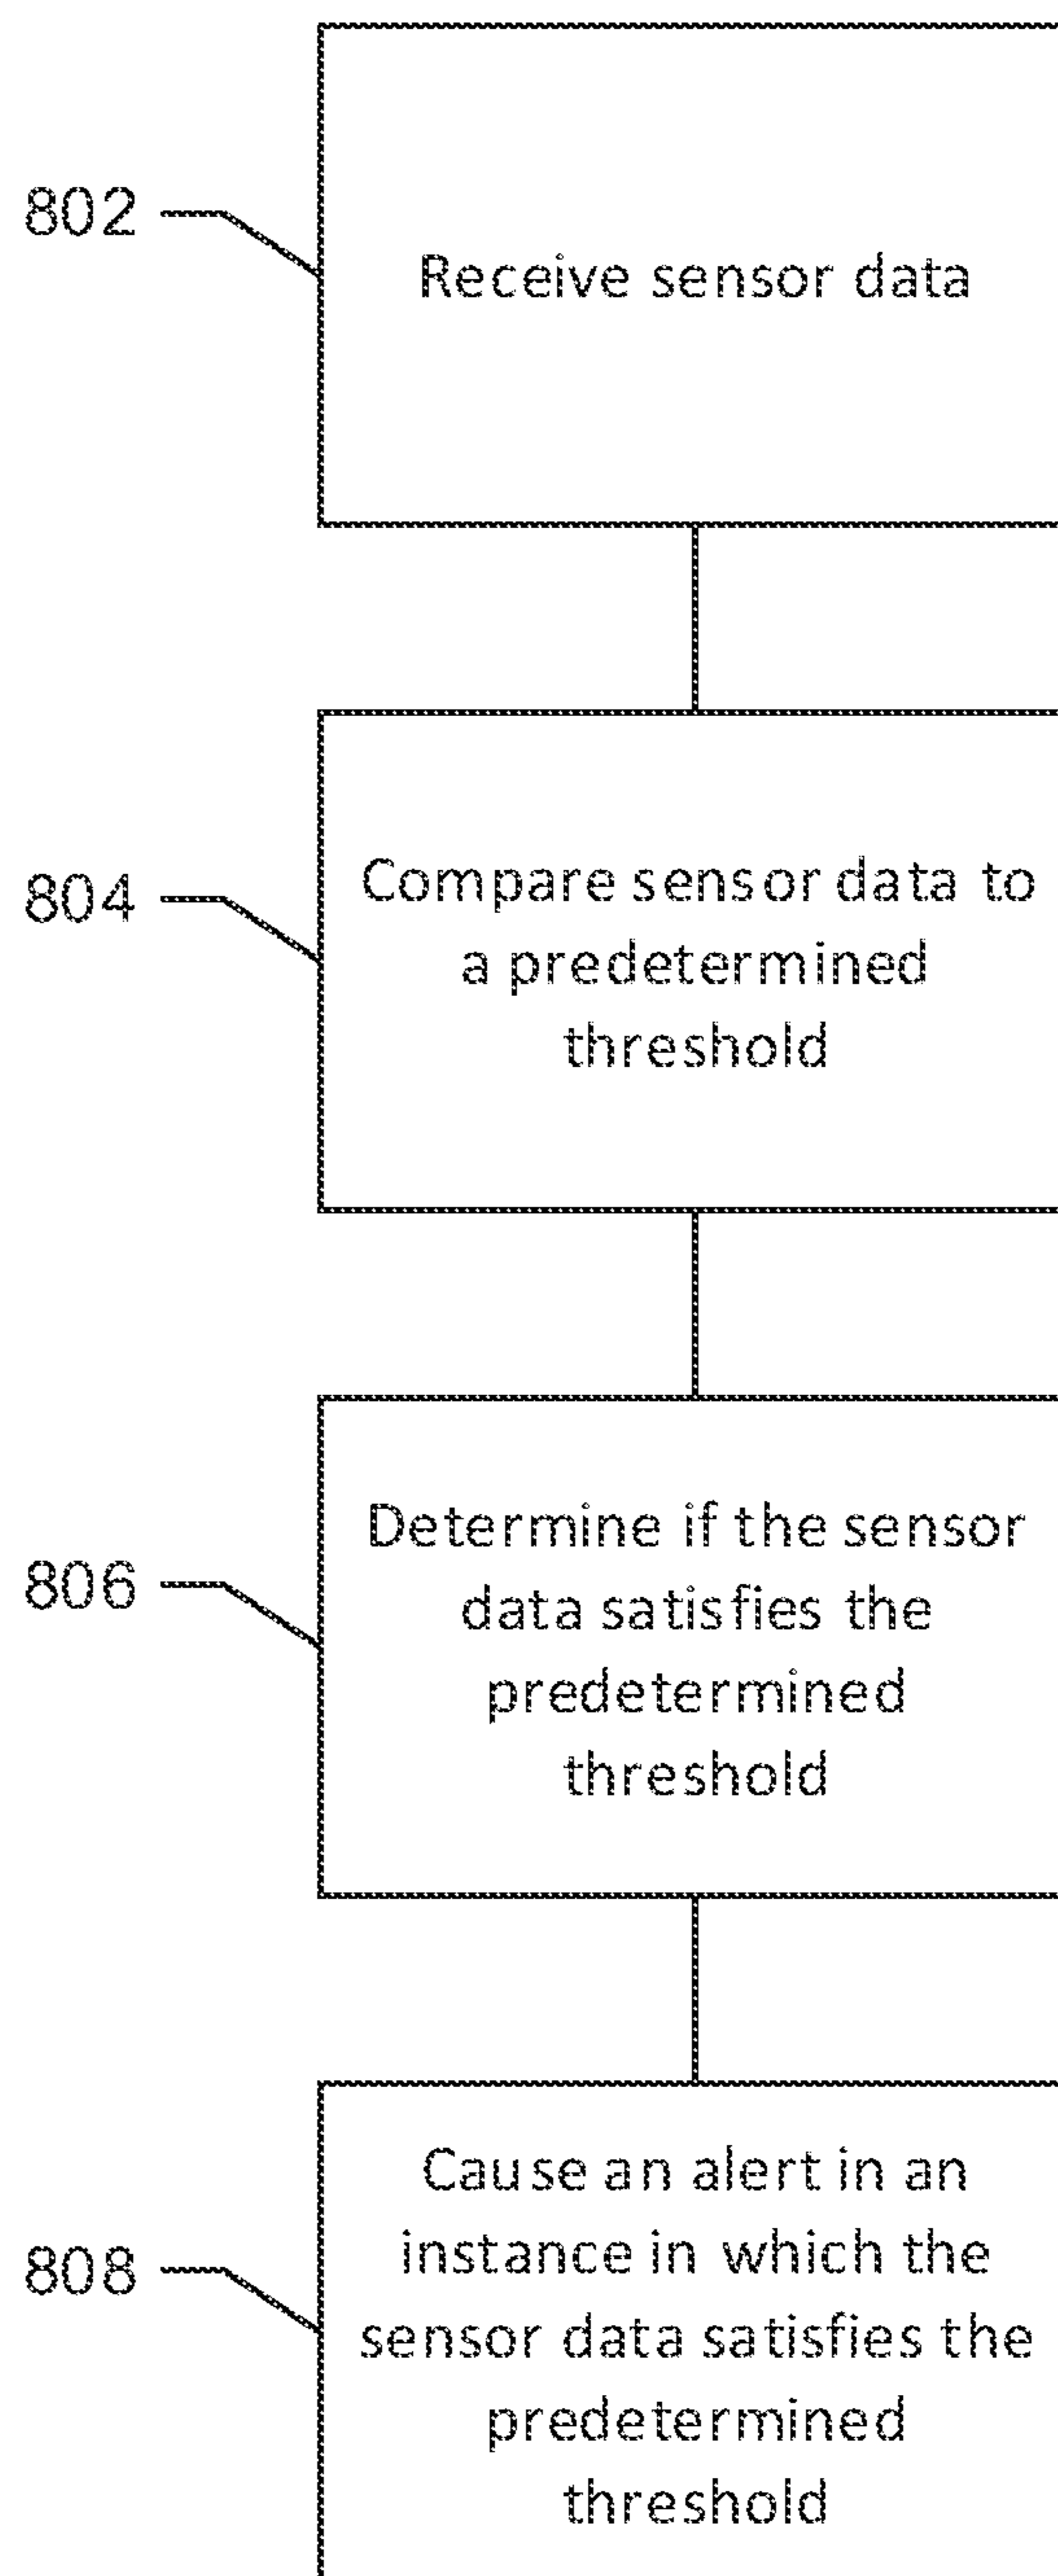 802
Receive sensor data
804
Compare sensor data to
a predetermined
threshold
806
Determine if the sensor
data satisfies the
predetermined
threshold
808
Cause an alert in an
instance in which the
sensor data satisfies the
predetermined
threshold